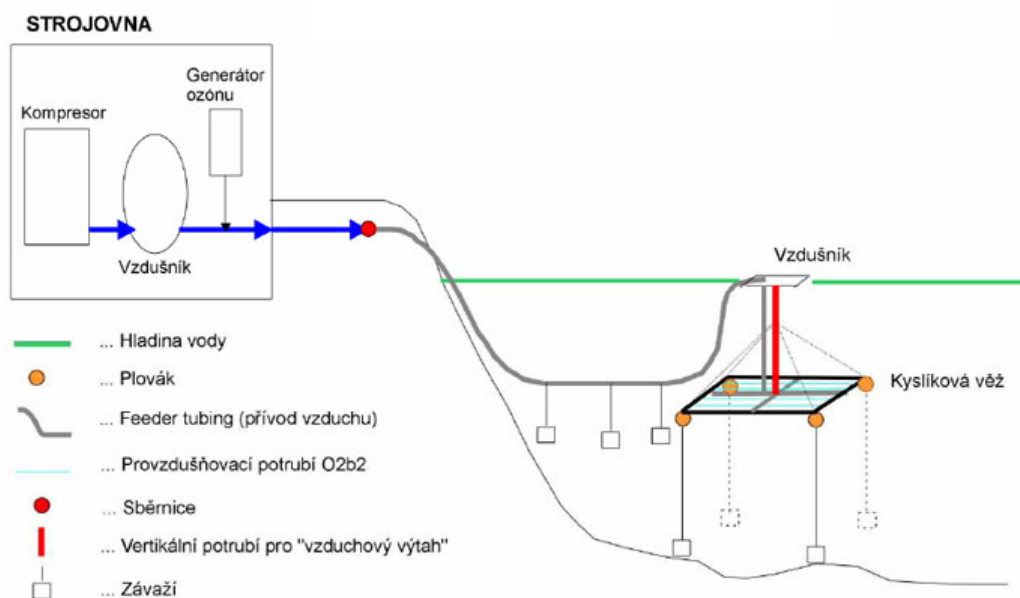 STROJOVNA
Generátor
ozónu
Kompresor
Vzdušník
Vzdušník
Kyslíková věž
... Hladina vody
... Plovák
... Feeder tubing (přívod vzduchu)
... Provzdušňovací potrubí O2b2
... Sběrnice
... Vertikální potrubí pro "vzduchový výtah"
... Závaží